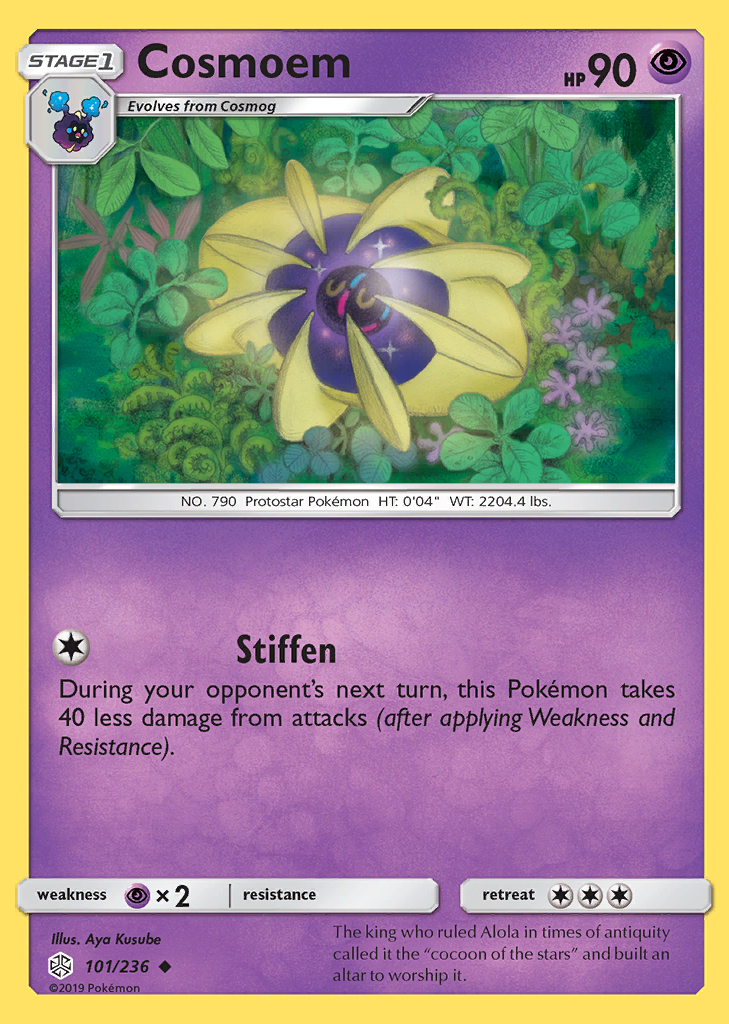 STAGE1
Cosmoem
HP90
Evolves from Cosmog
NO. 790 Protostar Pokémon HT: 0'04" WT: 2204.4 lbs.
Stiffen
During your opponent's next turn, this Pokémon takes
40 less damage from attacks (after applying Weakness and
Resistance).
weakness ×2 resistance retreat
Illus. Aya Kusube
101/236
©2019 Pokémon
The king who ruled Alola in times of antiquity
called it the “cocoon of the stars” and built an
altar to worship it.